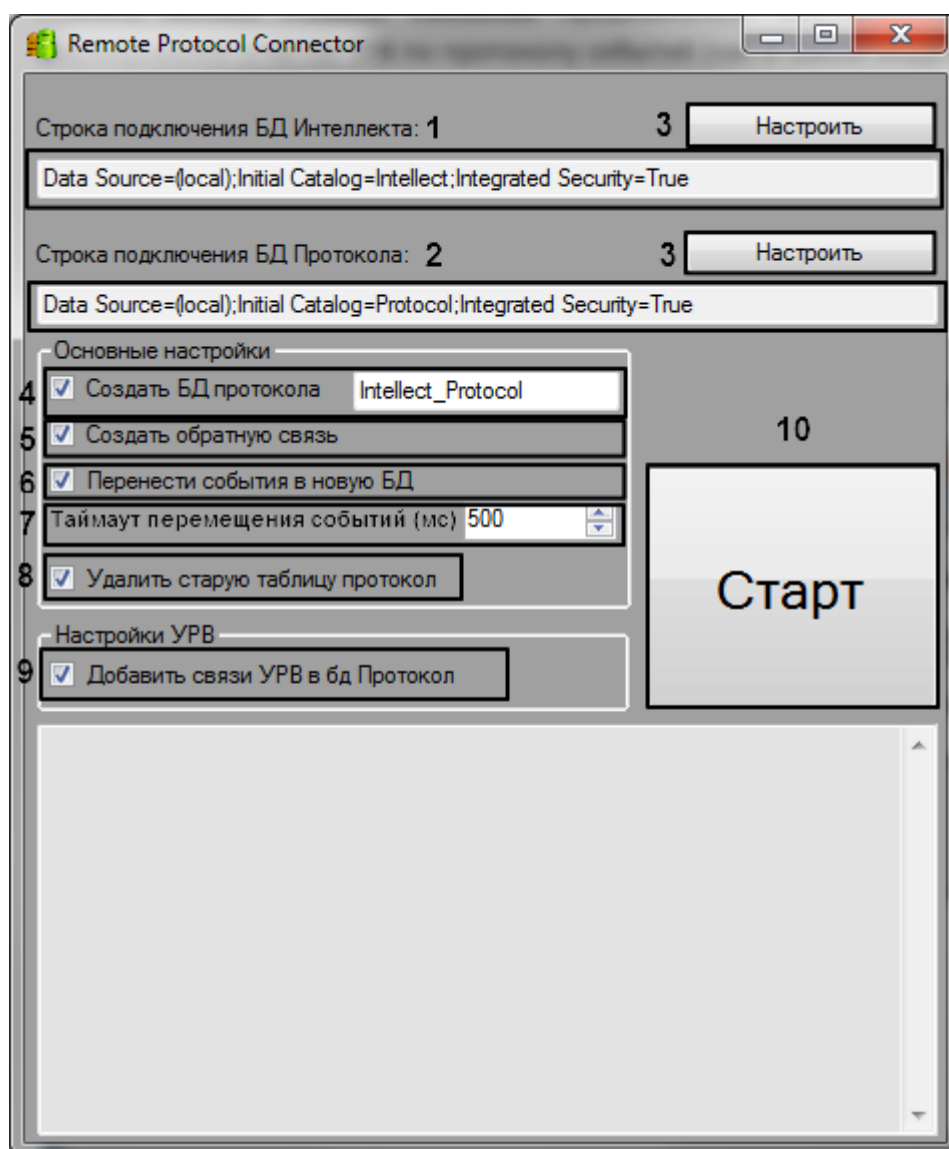 Remote Protocol Connector
Строка подключения БД Интеллекта: 1 3 Настроить
Data Source=(local);Initial Catalog=Intellect;Integrated Security=True
Строка подключения БД Протокола: 2 3 Настроить
Data Source=(local);Initial Catalog=Protocol;Integrated Security=True
Основные настройки
4 Создать БД протокола Intellect_Protocol
5 Создать обратную связь
10
6 Перенести события в новую БД
7 Таймаут перемещения событий (мс) 500
8 Удалить старую таблицу протокол
Старт
Настройки УРВ
9 Добавить связи УРВ в бд Протокол